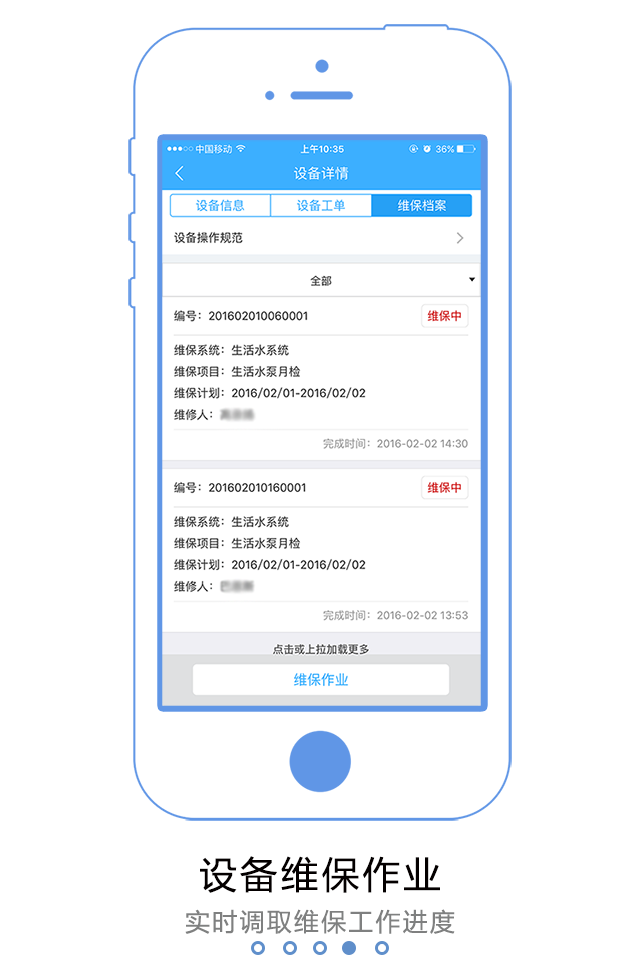 中国移动 上午10:35 36%
设备详情
设备信息 设备工单 维保档案
设备操作规范
全部
编号：201602010060001 维保中
维保系统：生活水系统
维保项目：生活水泵月检
维保计划：2016/02/01-2016/02/02
维修人：
完成时间：2016-02-02 14:30
编号：201602010160001 维保中
维保系统：生活水系统
维保项目：生活水泵月检
维保计划：2016/02/01-2016/02/02
维修人：
完成时间：2016-02-02 13:53
点击或上拉加载更多
维保作业
设备维保作业
实时调取维保工作进度